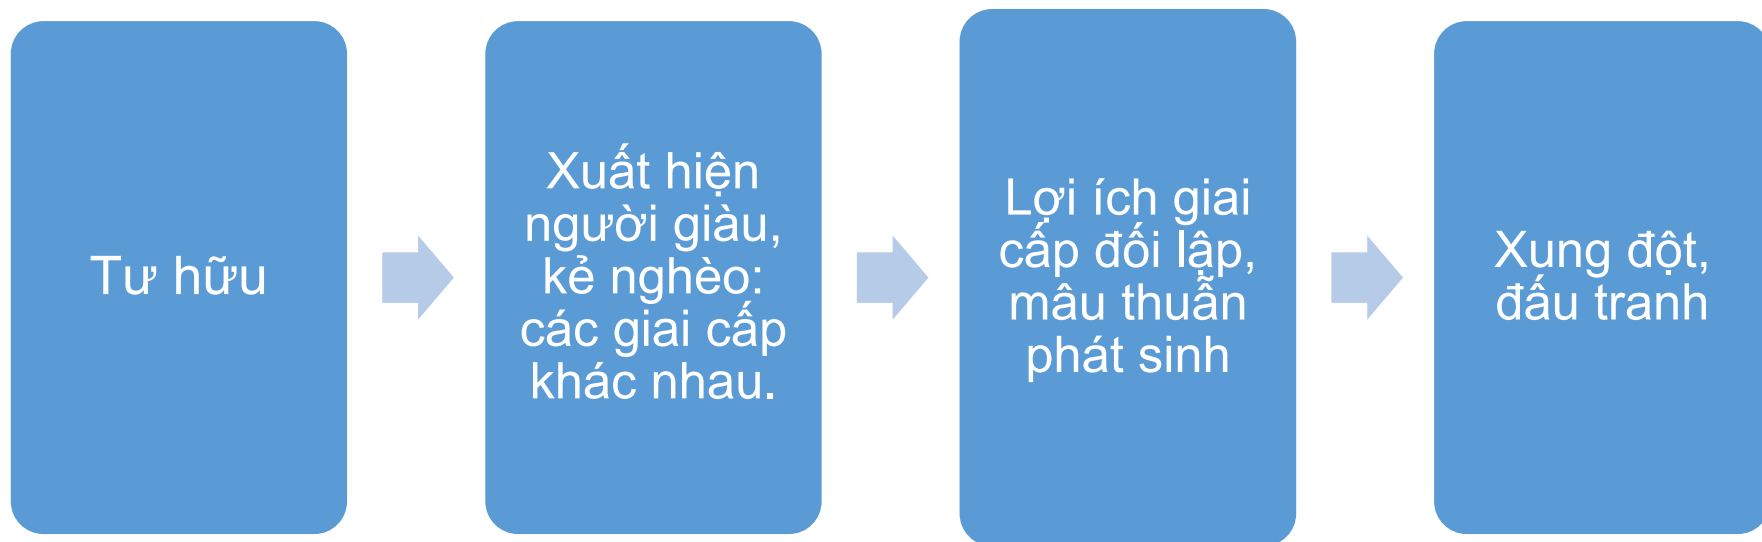 Tư hữu
Xuất hiện
người giàu,
kẻ nghèo:
các giai cấp
khác nhau.
Lợi ích giai
cấp đối lập,
mâu thuẫn
phát sinh
Xung đột,
đấu tranh